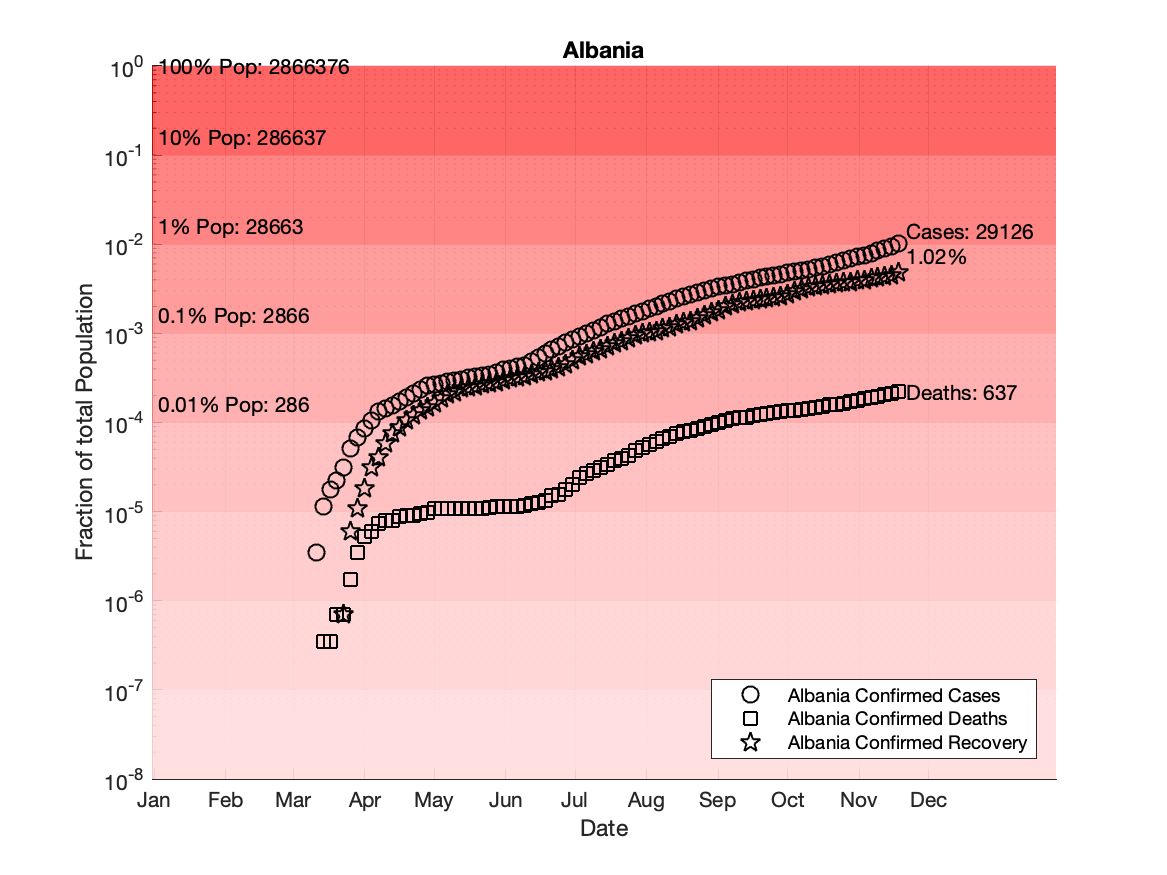 Albania
10^0
10^-1
10^-2
10^-3
10^-4
10^-5
10^-6
10^-7
10^-8
Fraction of total Population
100% Pop: 2866376
10% Pop: 286637
1% Pop: 28663
0.1% Pop: 2866
0.01% Pop: 286
Cases: 29126
1.02%
Deaths: 637
Albania Confirmed Cases
Albania Confirmed Deaths
Albania Confirmed Recovery
Jan Feb Mar Apr May Jun Jul Aug Sep Oct Nov Dec
Date